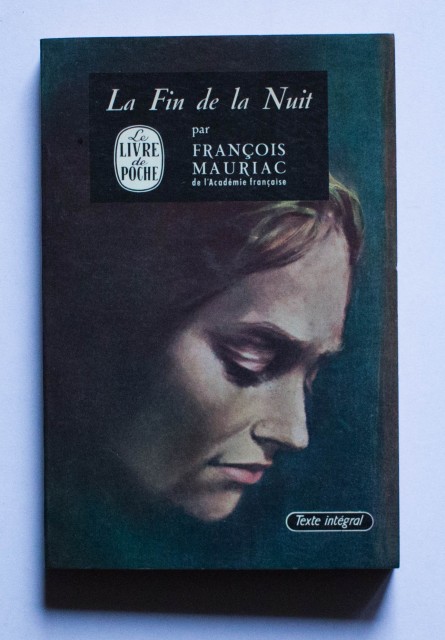 La Fin de la Nuit
par
Le
LIVRE
de
POCHE
FRANÇOIS
MAURIAC
de l'Académie française
Texte intégral